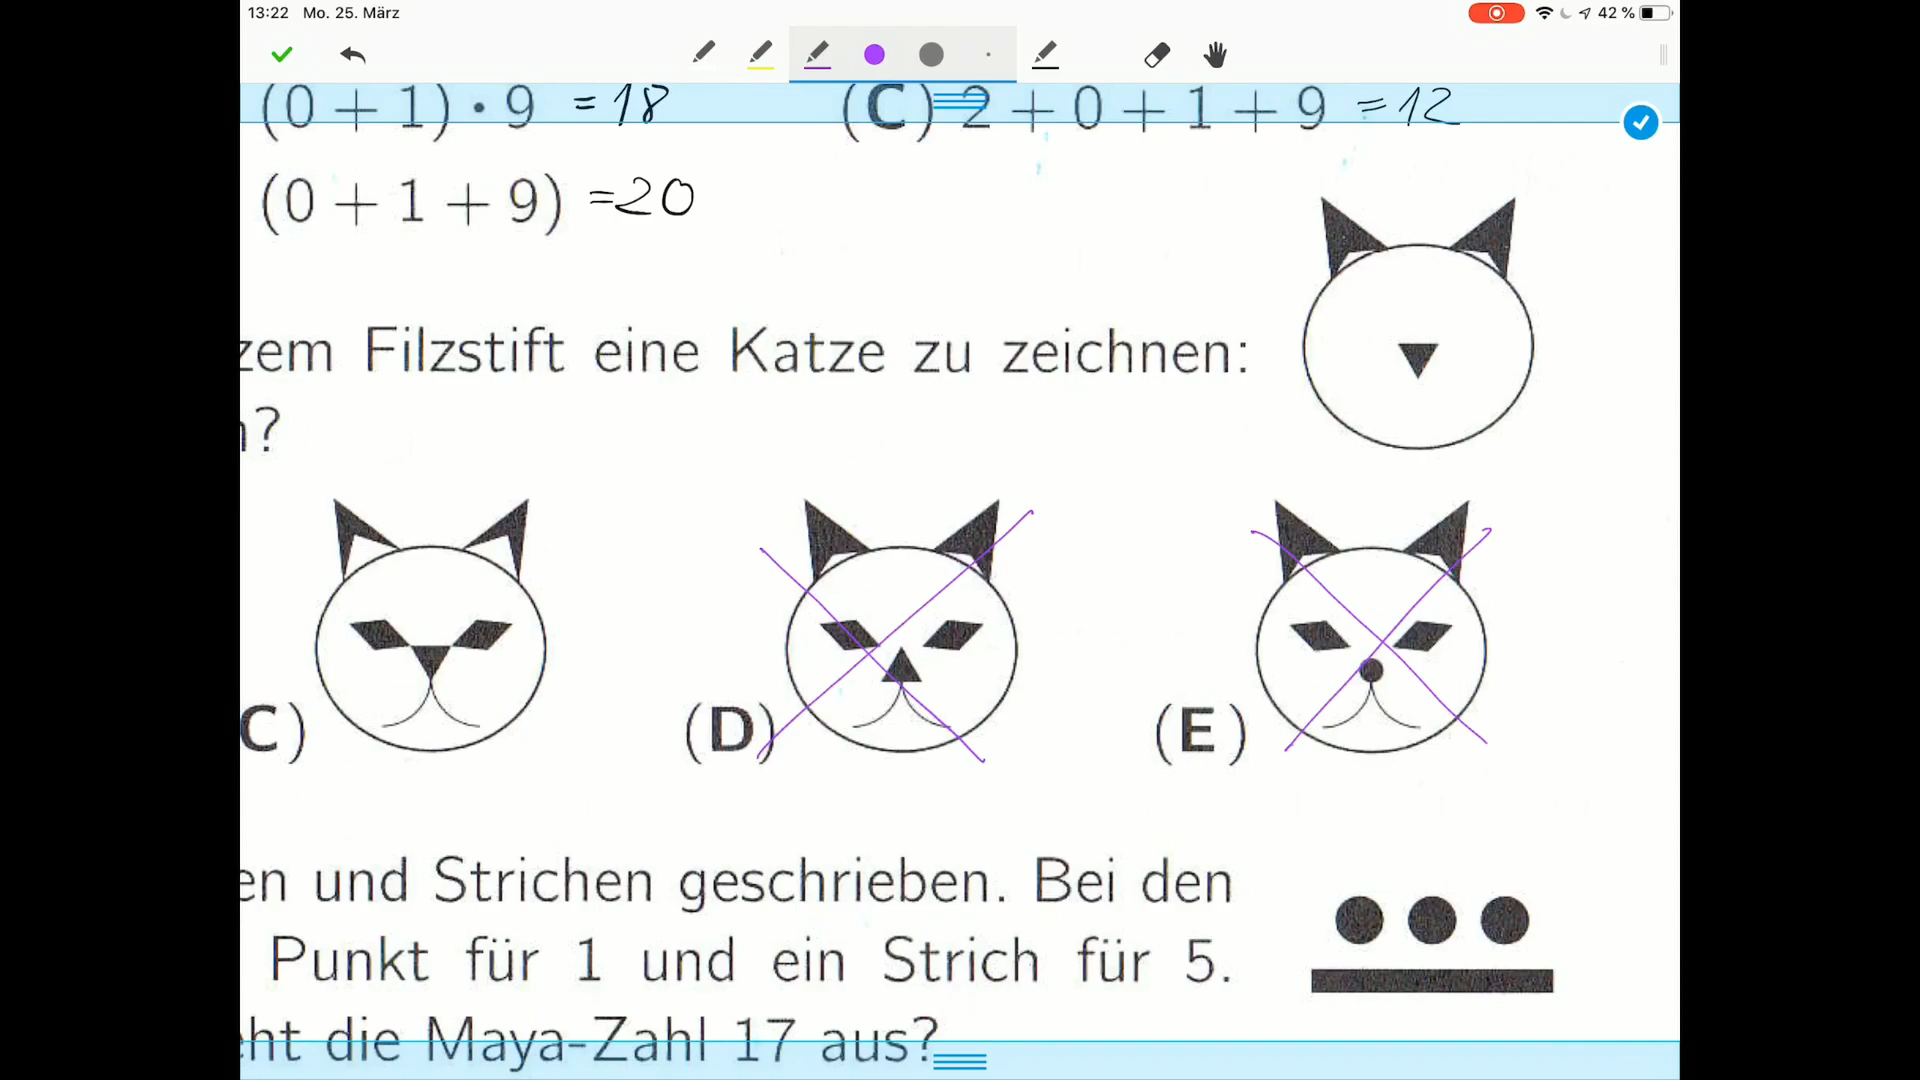 13:22 Mo. 25. März 42 %
(0 + 1) · 9 = 18 (C) 2 + 0 + 1 + 9 = 12
(0 + 1 + 9) = 20
zem Filzstift eine Katze zu zeichnen:
?
C) (D) (E)
en und Strichen geschrieben. Bei den
Punkt für 1 und ein Strich für 5.
ht die Maya-Zahl 17 aus?